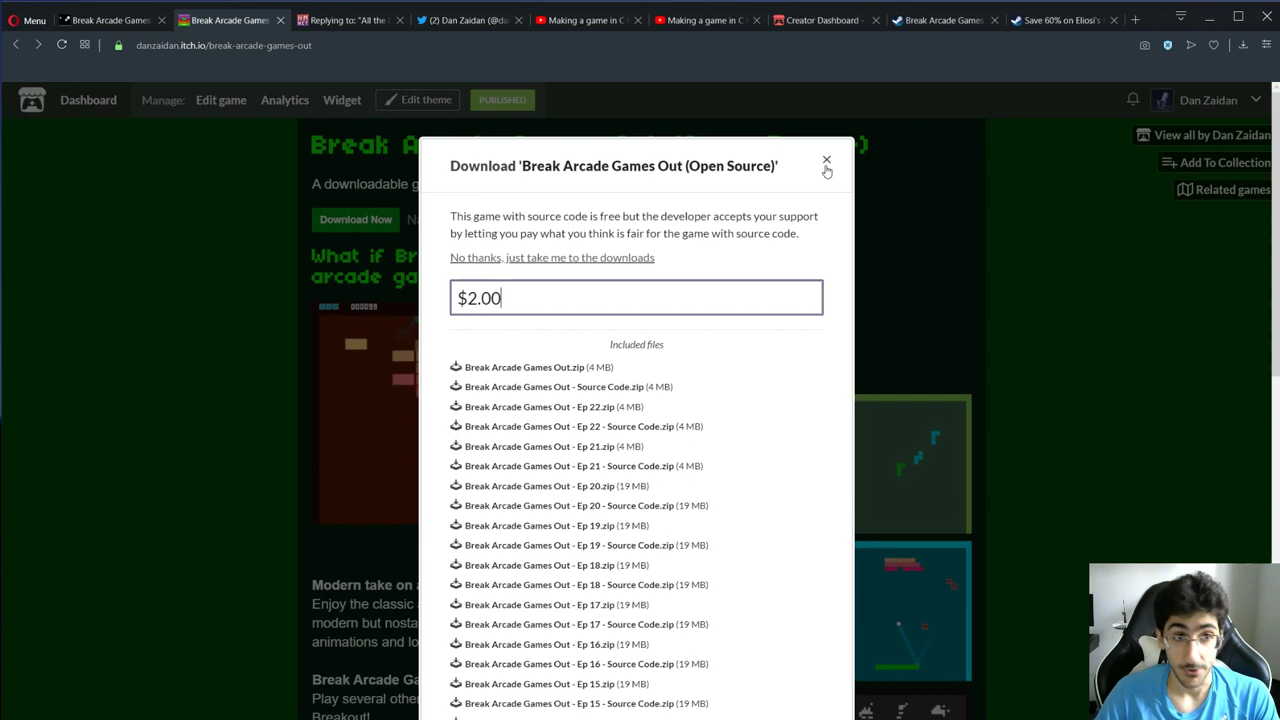 Menu
Break Arcade Games
Break Arcade Games
Replying to: "All the
(2) Dan Zaidan (@da
Making a game in C
Making a game in C
Creator Dashboard -
Break Arcade Games
Save 60% on Eliosi's
danzaidan.itch.io/break-arcade-games-out
Dashboard
Manage:
Edit game
Analytics
Widget
Edit theme
PUBLISHED
Dan Zaidan
View all by Dan Zaidan
Add To Collection
Related games
Break A
A downloadable g
Download Now
Na
What if Br
arcade ga
000099
Download 'Break Arcade Games Out (Open Source)'
This game with source code is free but the developer accepts your support
by letting you pay what you think is fair for the game with source code.
No thanks, just take me to the downloads
$2.00
Included files
Break Arcade Games Out.zip (4 MB)
Break Arcade Games Out - Source Code.zip (4 MB)
Break Arcade Games Out - Ep 22.zip (4 MB)
Break Arcade Games Out - Ep 22 - Source Code.zip (4 MB)
Break Arcade Games Out - Ep 21.zip (4 MB)
Break Arcade Games Out - Ep 21 - Source Code.zip (4 MB)
Break Arcade Games Out - Ep 20.zip (19 MB)
Break Arcade Games Out - Ep 20 - Source Code.zip (19 MB)
Break Arcade Games Out - Ep 19.zip (19 MB)
Break Arcade Games Out - Ep 19 - Source Code.zip (19 MB)
Break Arcade Games Out - Ep 18.zip (19 MB)
Break Arcade Games Out - Ep 18 - Source Code.zip (19 MB)
Break Arcade Games Out - Ep 17.zip (19 MB)
Break Arcade Games Out - Ep 17 - Source Code.zip (19 MB)
Break Arcade Games Out - Ep 16.zip (19 MB)
Break Arcade Games Out - Ep 16 - Source Code.zip (19 MB)
Break Arcade Games Out - Ep 15.zip (19 MB)
Break Arcade Games Out - Ep 15 - Source Code.zip (19 MB)
Modern take on a
Enjoy the classic
modern but nosta
animations and lo
Break Arcade Ga
Play several other
Breakout!